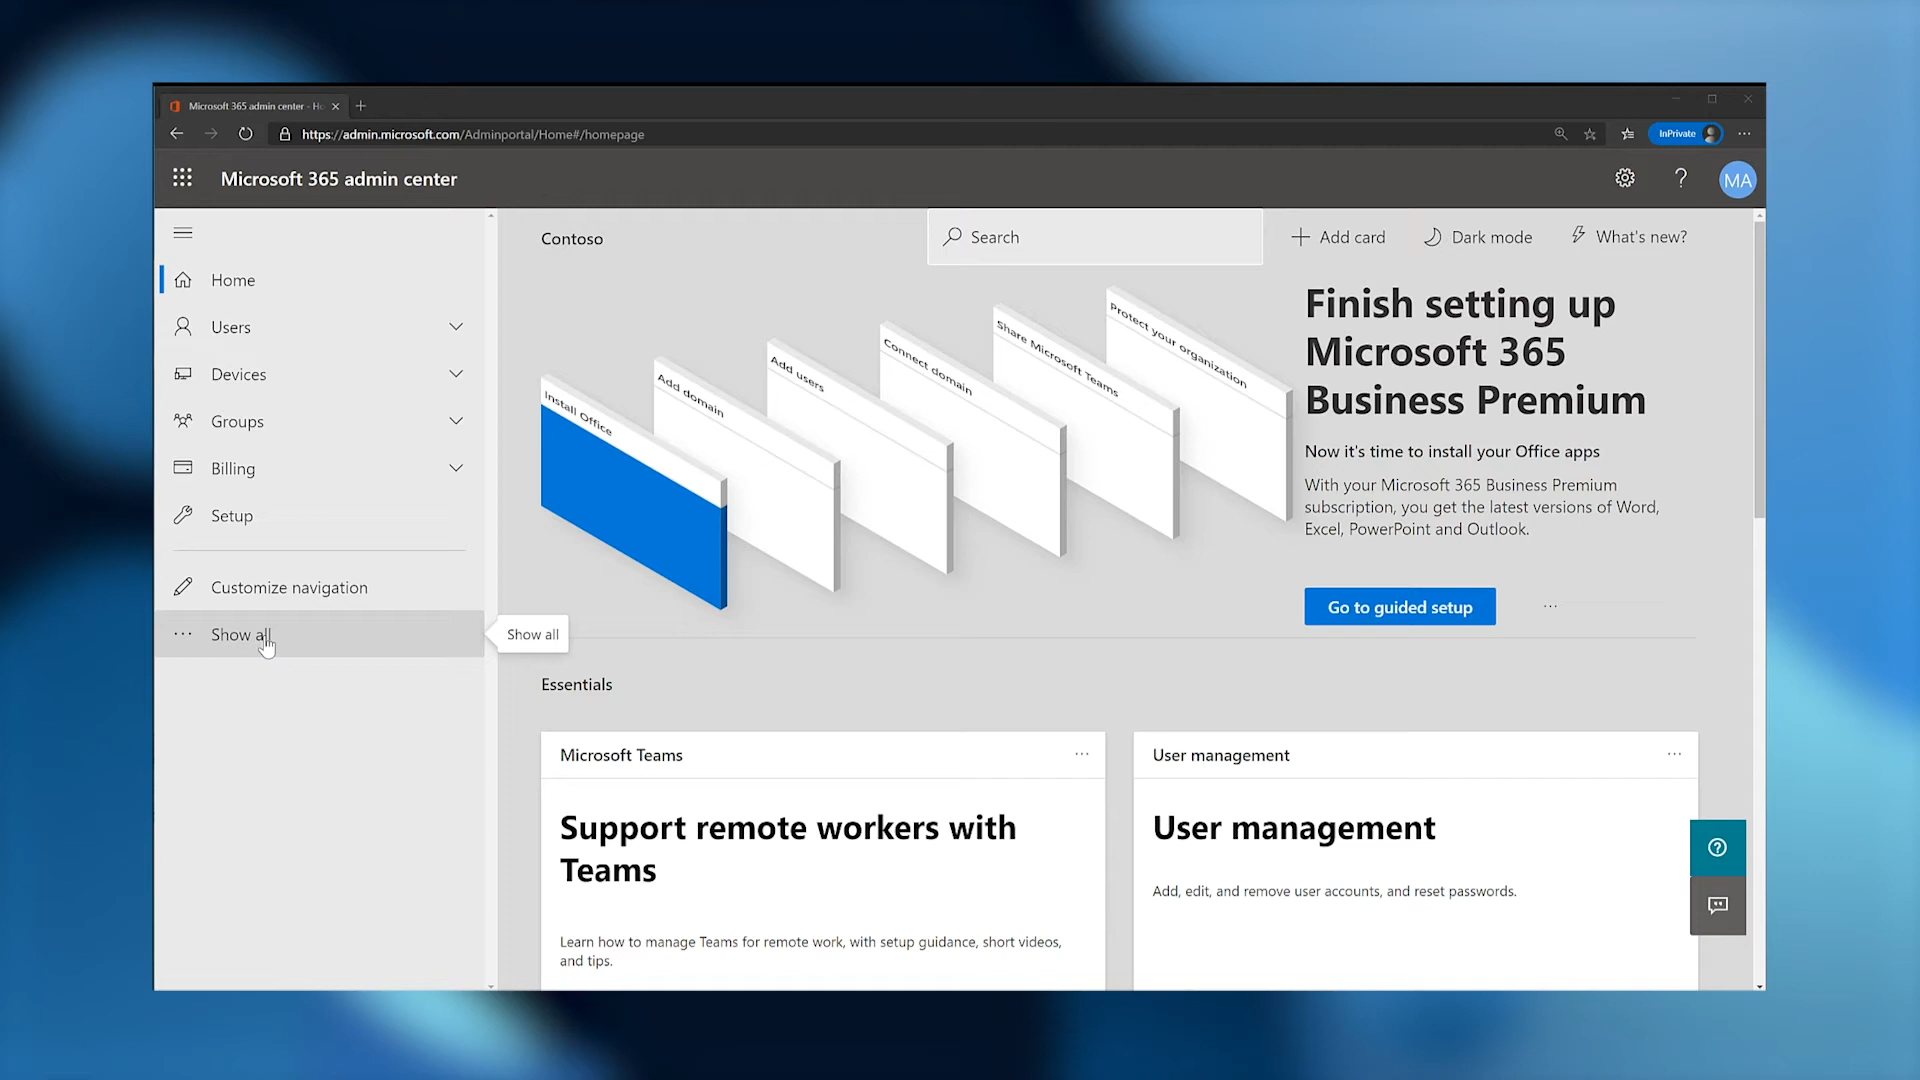 Microsoft 365 admin center - Ho
https://admin.microsoft.com/Adminportal/Home#/homepage
InPrivate
Microsoft 365 admin center
MA
Contoso
Search
Add card
Dark mode
What's new?
Home
Users
Devices
Groups
Billing
Setup
Customize navigation
Show all
Show all
Install Office
Add domain
Add users
Connect domain
Share Microsoft Teams
Protect your organization
Finish setting up
Microsoft 365
Business Premium
Now it's time to install your Office apps
With your Microsoft 365 Business Premium
subscription, you get the latest versions of Word,
Excel, PowerPoint and Outlook.
Go to guided setup
Essentials
Microsoft Teams
Support remote workers with
Teams
Learn how to manage Teams for remote work, with setup guidance, short videos,
and tips.
User management
User management
Add, edit, and remove user accounts, and reset passwords.